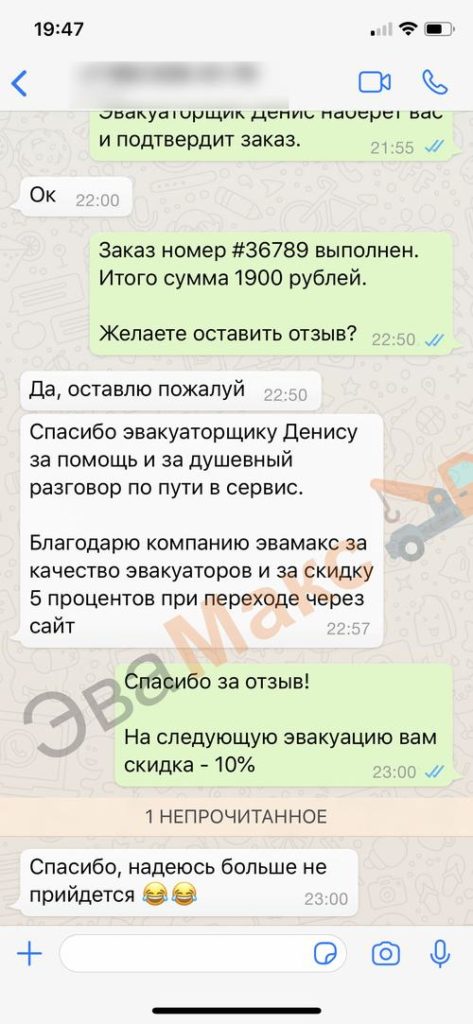 19:47
Эвакуаторщик Денис наберет вас
и подтвердит заказ.
21:55
Ок
22:00
Заказ номер #36789 выполнен.
Итого сумма 1900 рублей.
Желаете оставить отзыв?
22:50
Да, оставлю пожалуй
22:50
Спасибо эвакуаторщику Денису
за помощь и за душевный
разговор по пути в сервис.
Благодарю компанию эвамакс за
качество эвакуаторов и за скидку
5 процентов при переходе через
сайт
22:57
ЭваМакс
Спасибо за отзыв!
На следующую эвакуацию вам
скидка - 10%
23:00
1 НЕПРОЧИТАННОЕ
Спасибо, надеюсь больше не
прийдется 😂😂
23:00